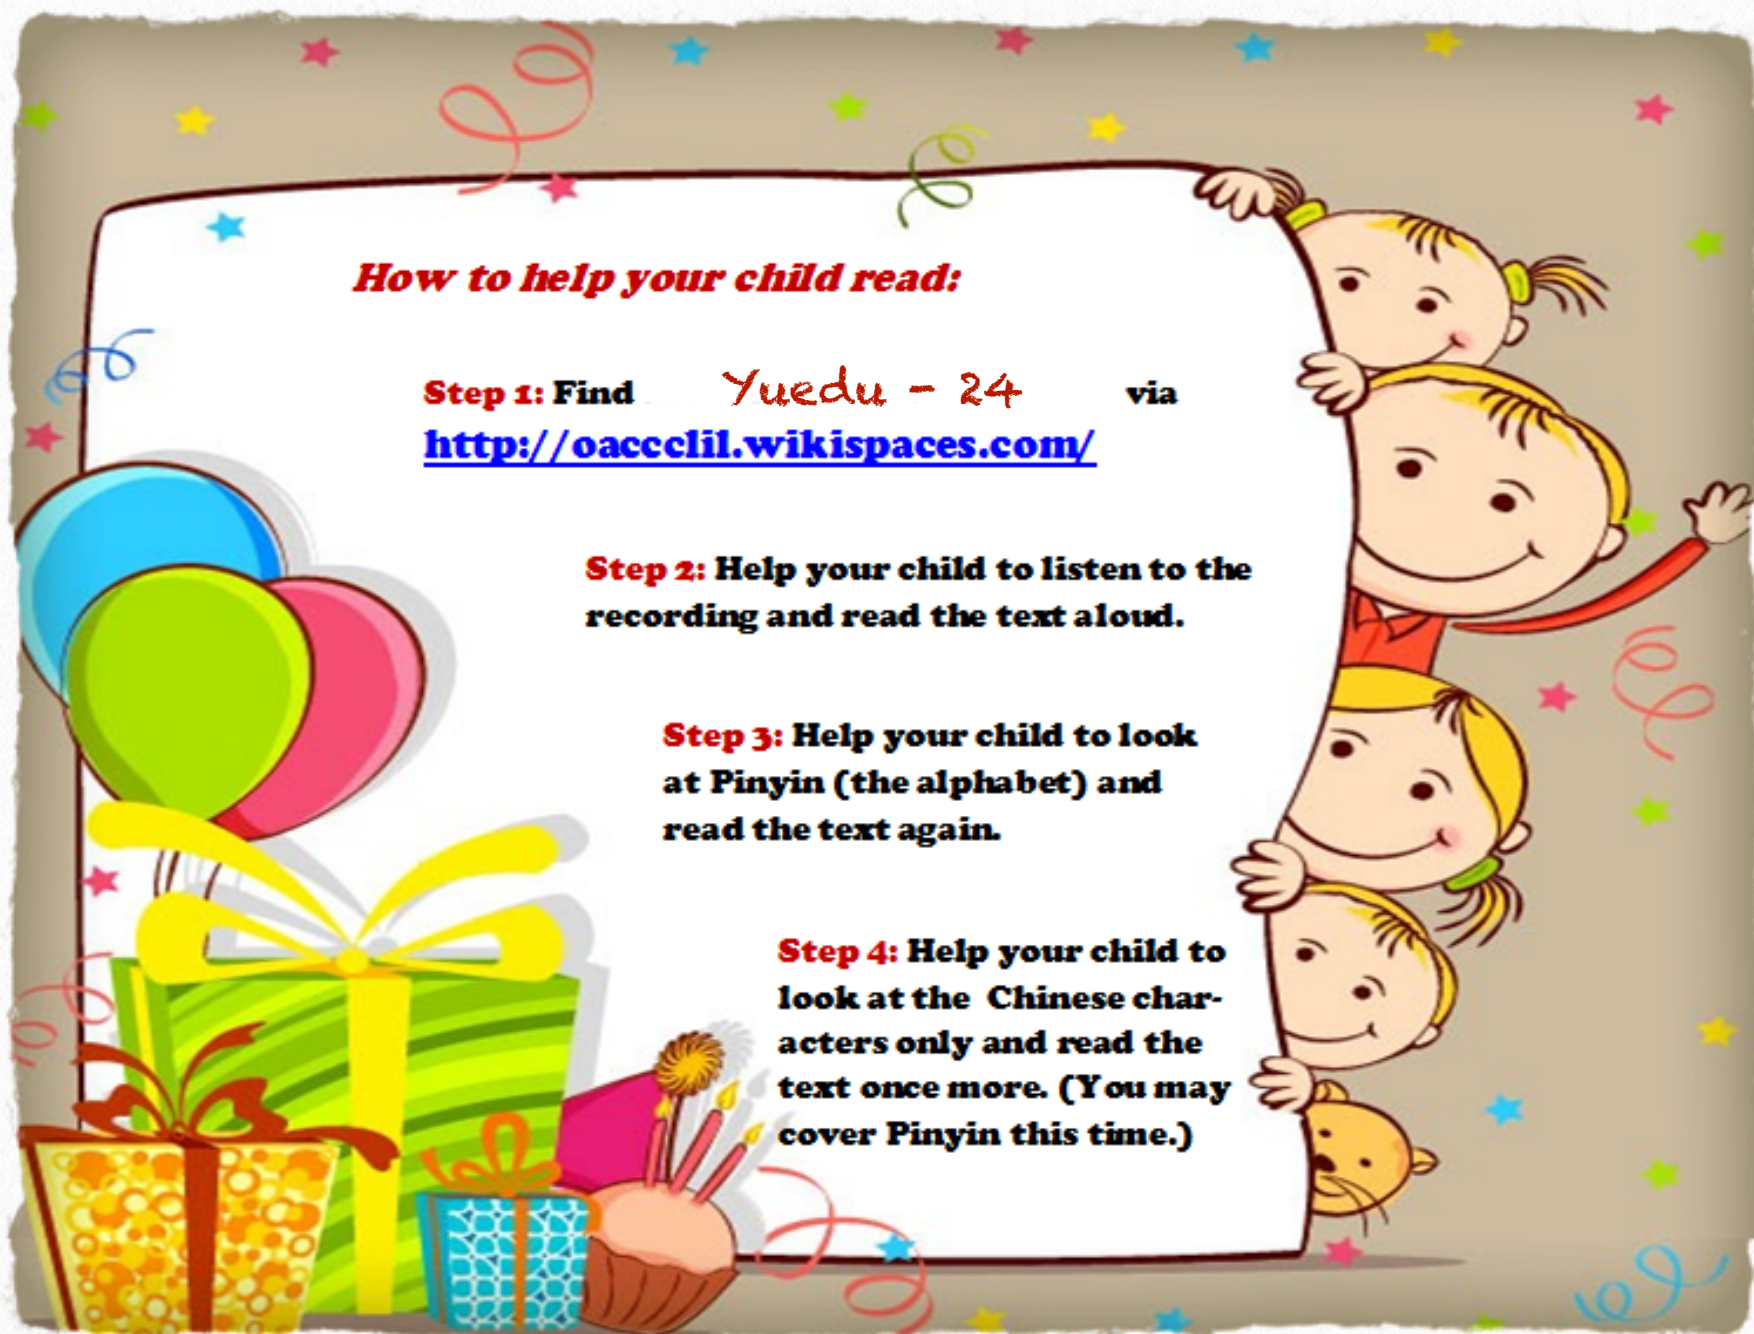 How to help your child read:
Step 1: Find Yuedu - 24 via
http://oaccclil.wikispaces.com/
Step 2: Help your child to listen to the
recording and read the text aloud.
Step 3: Help your child to look
at Pinyin (the alphabet) and
read the text again.
Step 4: Help your child to
look at the Chinese char-
acters only and read the
text once more. (You may
cover Pinyin this time.)